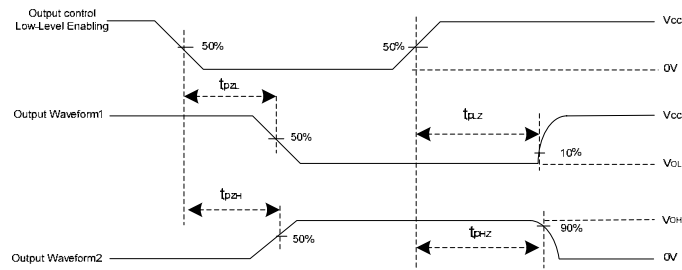 Output control
Low-Level Enabling
50%
50%
Vcc
0V
tPZL
tPLZ
Output Waveform1
50%
Vcc
10%
VOL
tPZH
VOH
50%
tPHZ
90%
Output Waveform2
0V